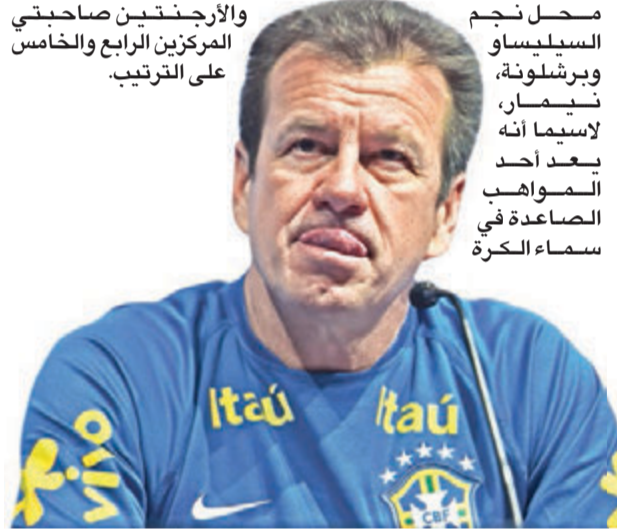 محل نجم
السيليساو
وبرشلونة،
نيمار،
لاسيما أنه
يعد أحد
المواهب
الصاعدة في
سماء الكرة
والأرجنتين صاحبتي
المركزين الرابع والخامس
على الترتيب.
Itaú
Itaú
vivo
CBF